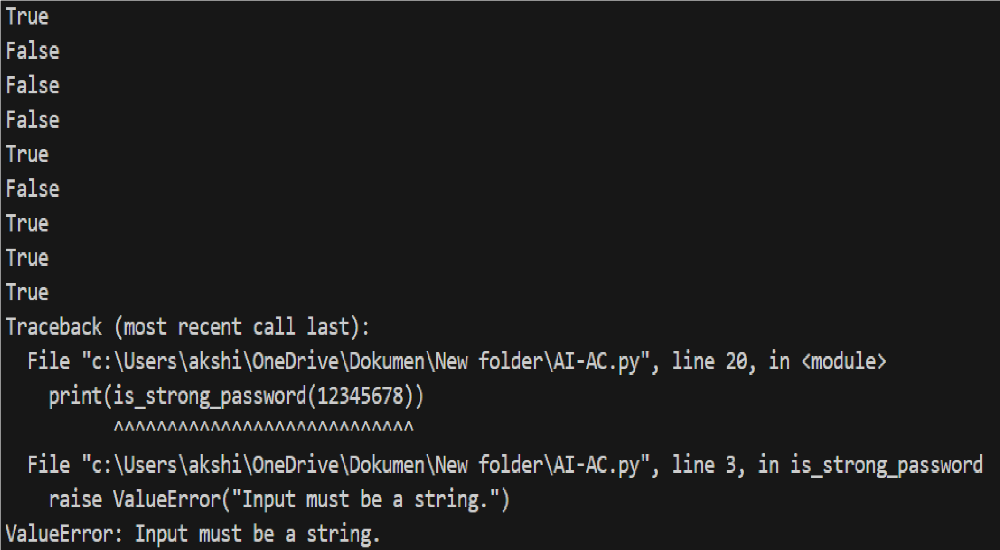 True
False
False
False
True
False
True
True
True
Traceback (most recent call last):
  File "c:\Users\akshi\OneDrive\Dokumen\New folder\AI-AC.py", line 20, in <module>
    print(is_strong_password(12345678))
          ^^^^^^^^^^^^^^^^^^^^^^^^^^^^
  File "c:\Users\akshi\OneDrive\Dokumen\New folder\AI-AC.py", line 3, in is_strong_password
    raise ValueError("Input must be a string.")
ValueError: Input must be a string.